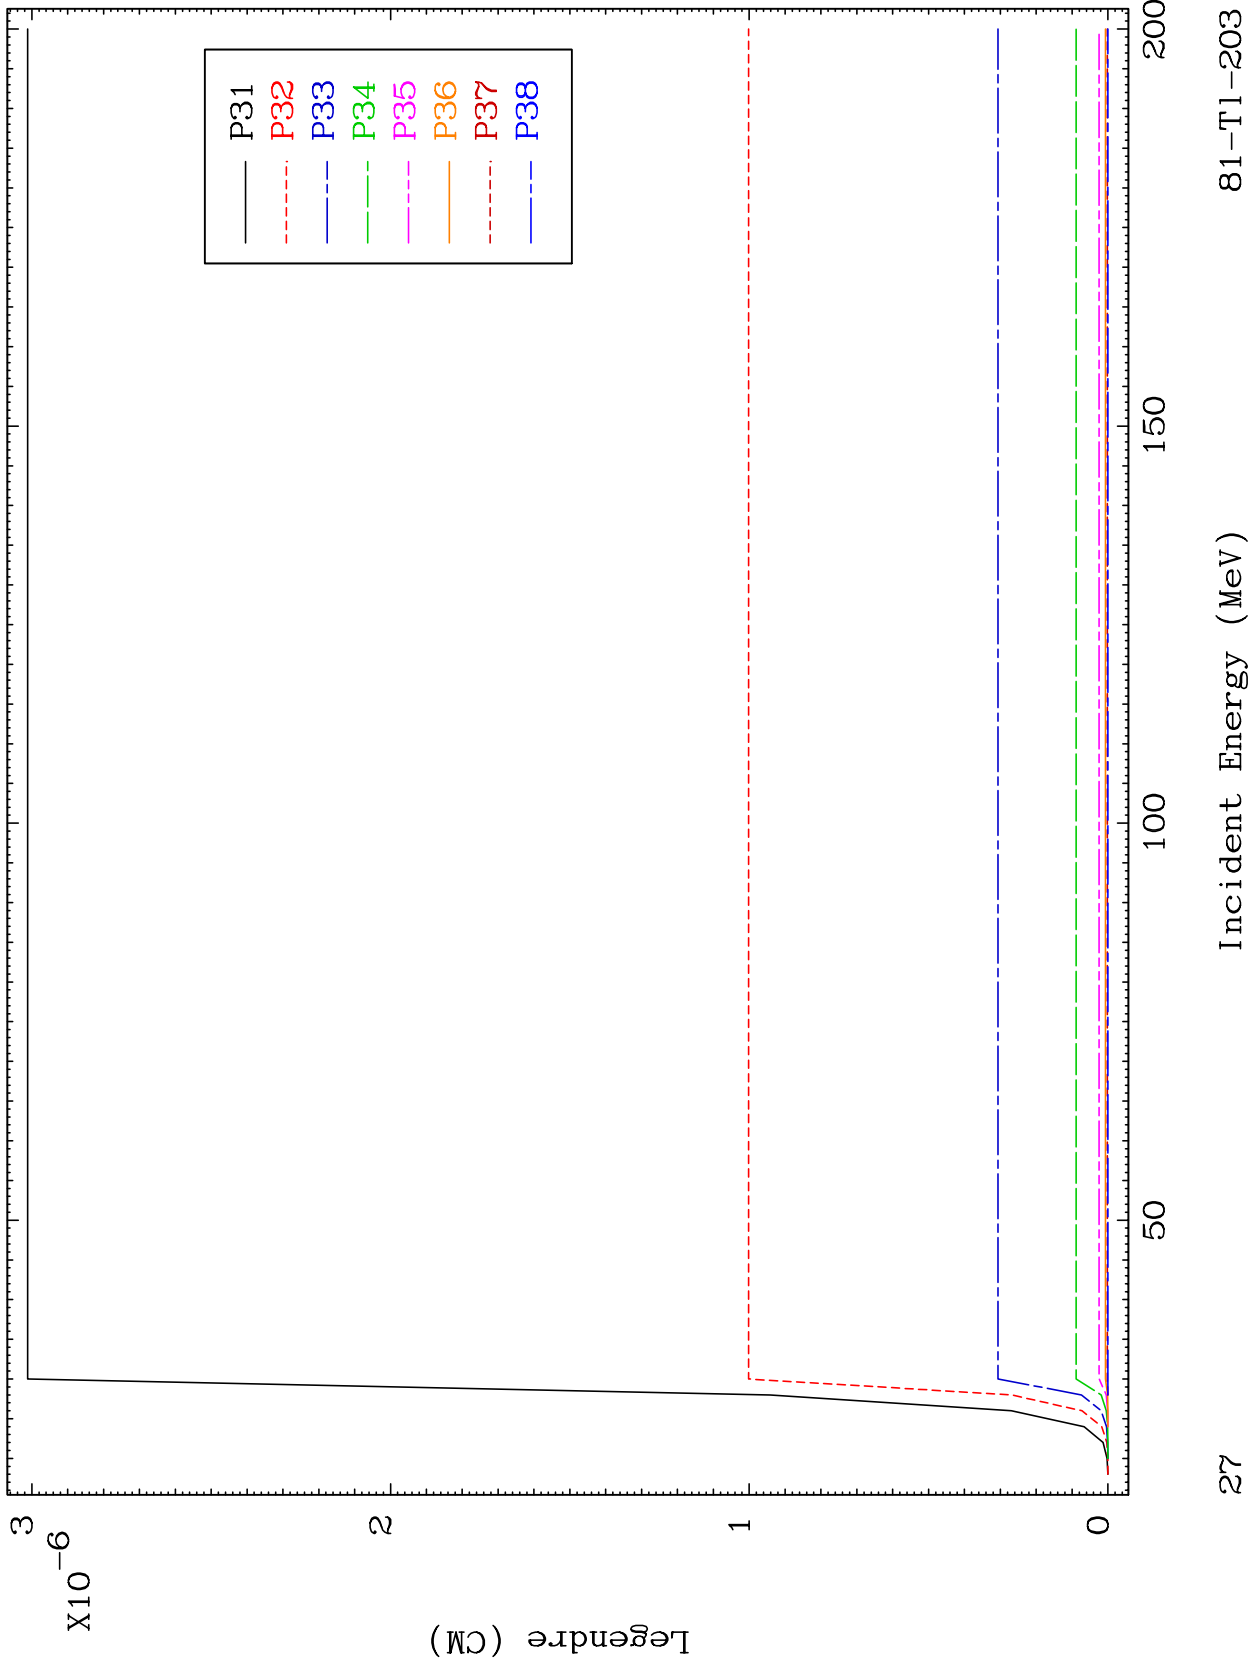 3
2
1
0
X10-6
Legendre (CM)
P31
P32
P33
P34
P35
P36
P37
P38
50
100
150
200
Incident Energy (MeV)
27
81-Tl-203